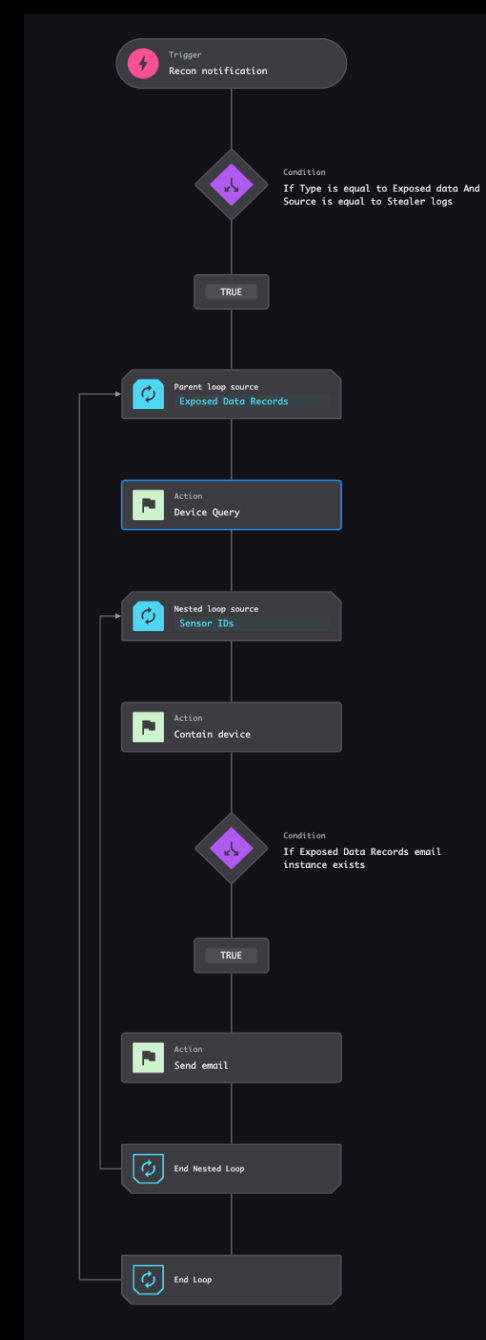 Trigger
Recon notification
Condition
If Type is equal to Exposed data And
Source is equal to Stealer logs
TRUE
Parent loop source
Exposed Data Records
Action
Device Query
Nested loop source
Sensor IDs
Action
Contain device
Condition
If Exposed Data Records email
instance exists
TRUE
Action
Send email
End Nested Loop
End Loop